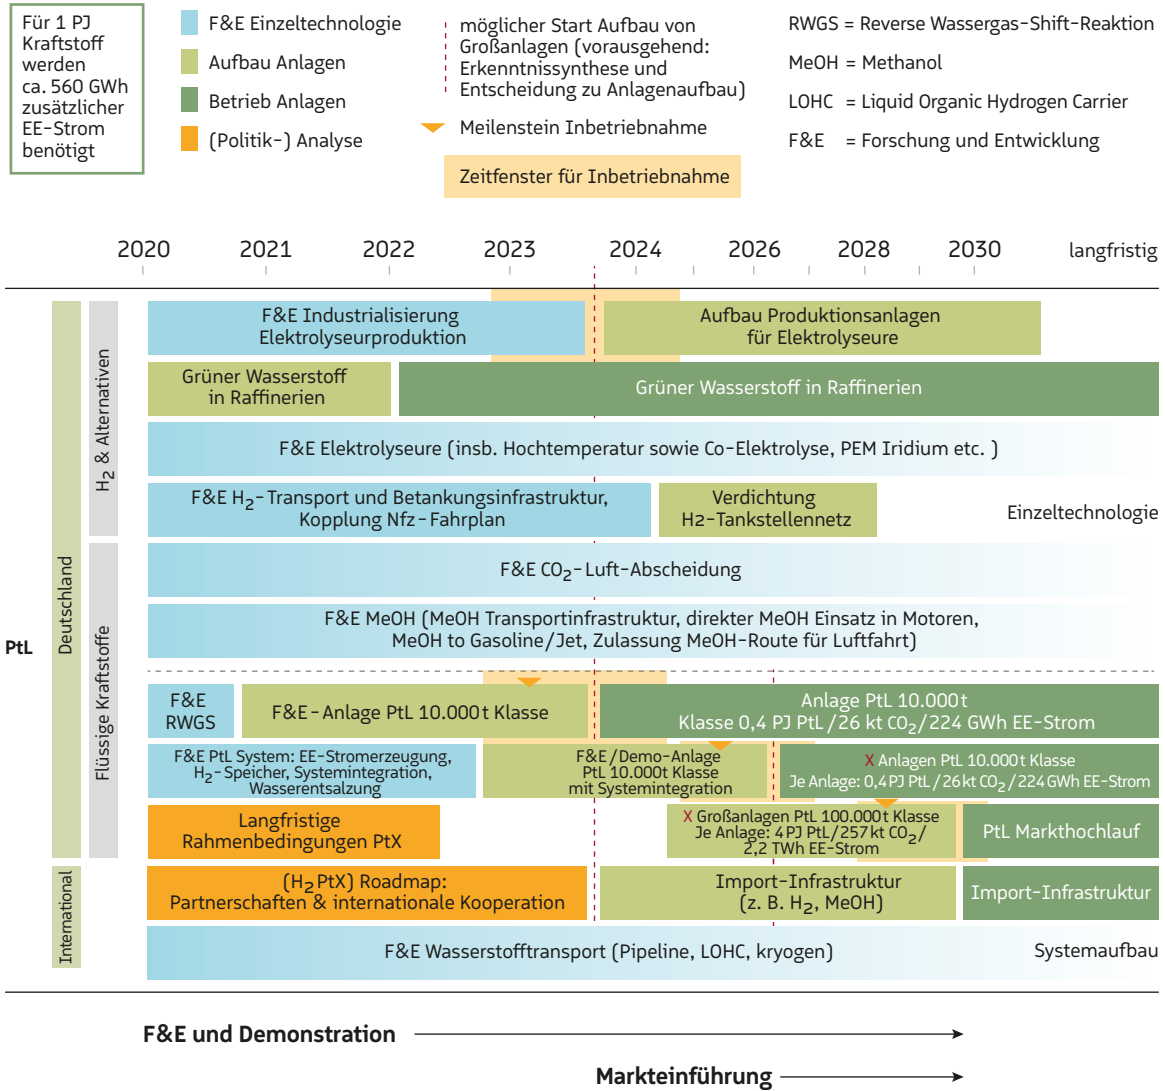 Für 1 PJ
Kraftstoff
werden
ca. 560 GWh
zusätzlicher
EE-Strom
benötigt
F&E Einzeltechnologie
Aufbau Anlagen
Betrieb Anlagen
(Politik-) Analyse
möglicher Start Aufbau von
Großanlagen (vorausgehend:
Erkenntnissynthese und
Entscheidung zu Anlagenaufbau)
Meilenstein Inbetriebnahme
Zeitfenster für Inbetriebnahme
RWGS = Reverse Wassergas-Shift-Reaktion
MeOH = Methanol
LOHC = Liquid Organic Hydrogen Carrier
F&E = Forschung und Entwicklung
2020 2021 2022 2023 2024 2026 2028 2030 langfristig
PtL
Deutschland
International
H2 & Alternativen
Flüssige Kraftstoffe
F&E Industrialisierung
Elektrolyseurproduktion
Aufbau Produktionsanlagen
für Elektrolyseure
Grüner Wasserstoff
in Raffinerien
Grüner Wasserstoff in Raffinerien
F&E Elektrolyseure (insb. Hochtemperatur sowie Co-Elektrolyse, PEM Iridium etc. )
F&E H2-Transport und Betankungsinfrastruktur,
Kopplung Nfz-Fahrplan
Verdichtung
H2-Tankstellennetz
Einzeltechnologie
F&E CO2-Luft-Abscheidung
F&E MeOH (MeOH Transportinfrastruktur, direkter MeOH Einsatz in Motoren,
MeOH to Gasoline/Jet, Zulassung MeOH-Route für Luftfahrt)
F&E
RWGS
F&E-Anlage PtL 10.000t Klasse
Anlage PtL 10.000t
Klasse 0,4 PJ PtL/26 kt CO2/224 GWh EE-Strom
F&E PtL System: EE-Stromerzeugung,
H2-Speicher, Systemintegration,
Wasserentsalzung
F&E/Demo-Anlage
PtL 10.000t Klasse
mit Systemintegration
X Anlagen PtL 10.000t Klasse
Je Anlage: 0,4PJ PtL/26kt CO2/224GWh EE-Strom
Langfristige
Rahmenbedingungen PtX
X Großanlagen PtL 100.000t Klasse
Je Anlage: 4PJ PtL/257kt CO2/
2,2 TWh EE-Strom
PtL Markthochlauf
(H2PtX) Roadmap:
Partnerschaften & internationale Kooperation
Import-Infrastruktur
(z. B. H2, MeOH)
Import-Infrastruktur
F&E Wasserstofftransport (Pipeline, LOHC, kryogen)
Systemaufbau
F&E und Demonstration
Markteinführung